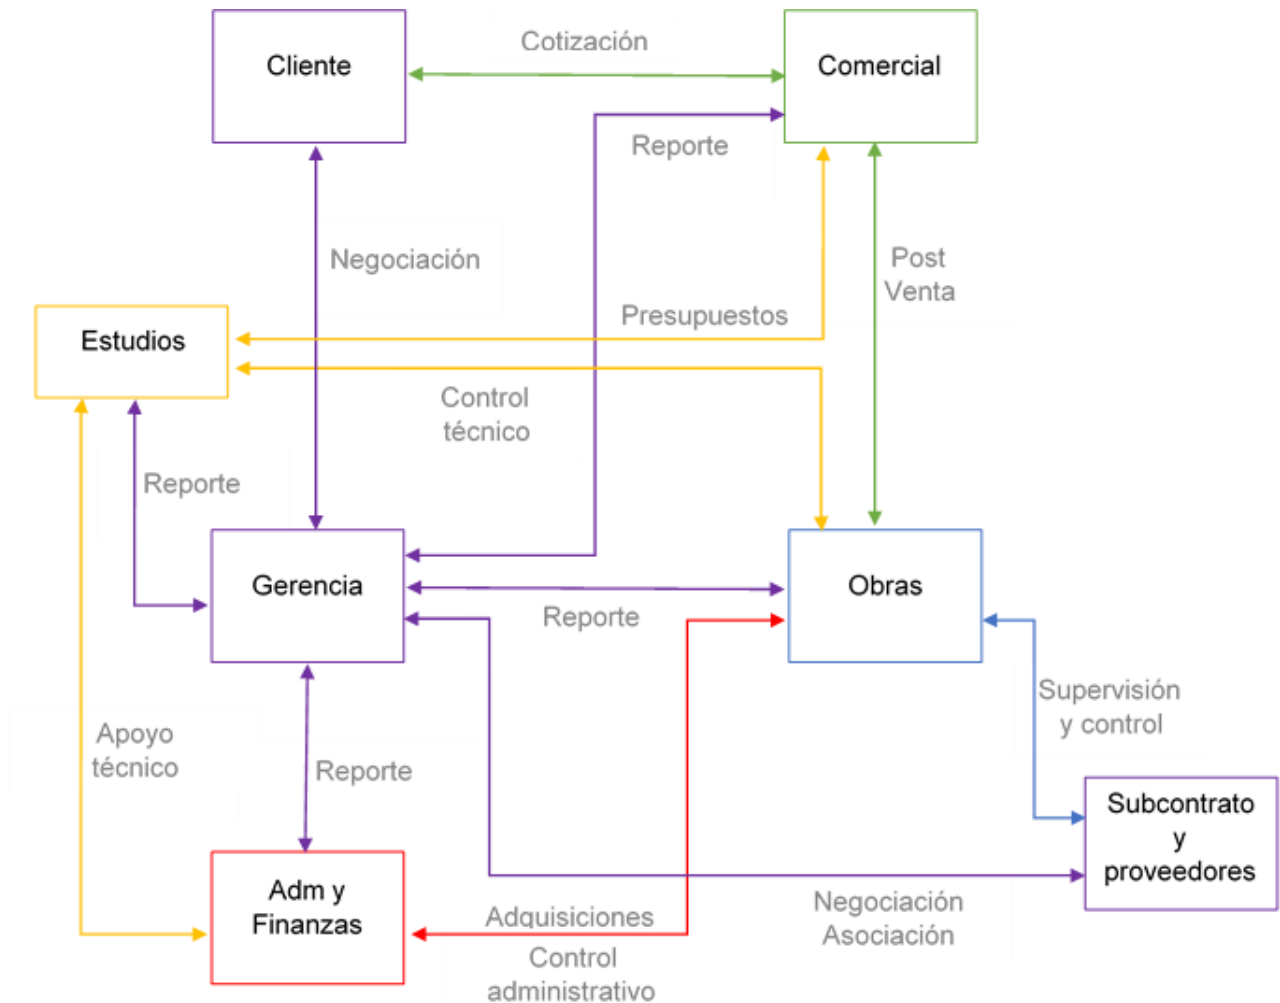 Cliente
Cotización
Comercial
Reporte
Negociación
Post
Venta
Presupuestos
Estudios
Control
técnico
Reporte
Gerencia
Obras
Reporte
Supervisión
y control
Apoyo
técnico
Reporte
Subcontrato
y
proveedores
Adm y
Finanzas
Adquisiciones
Control
administrativo
Negociación
Asociación